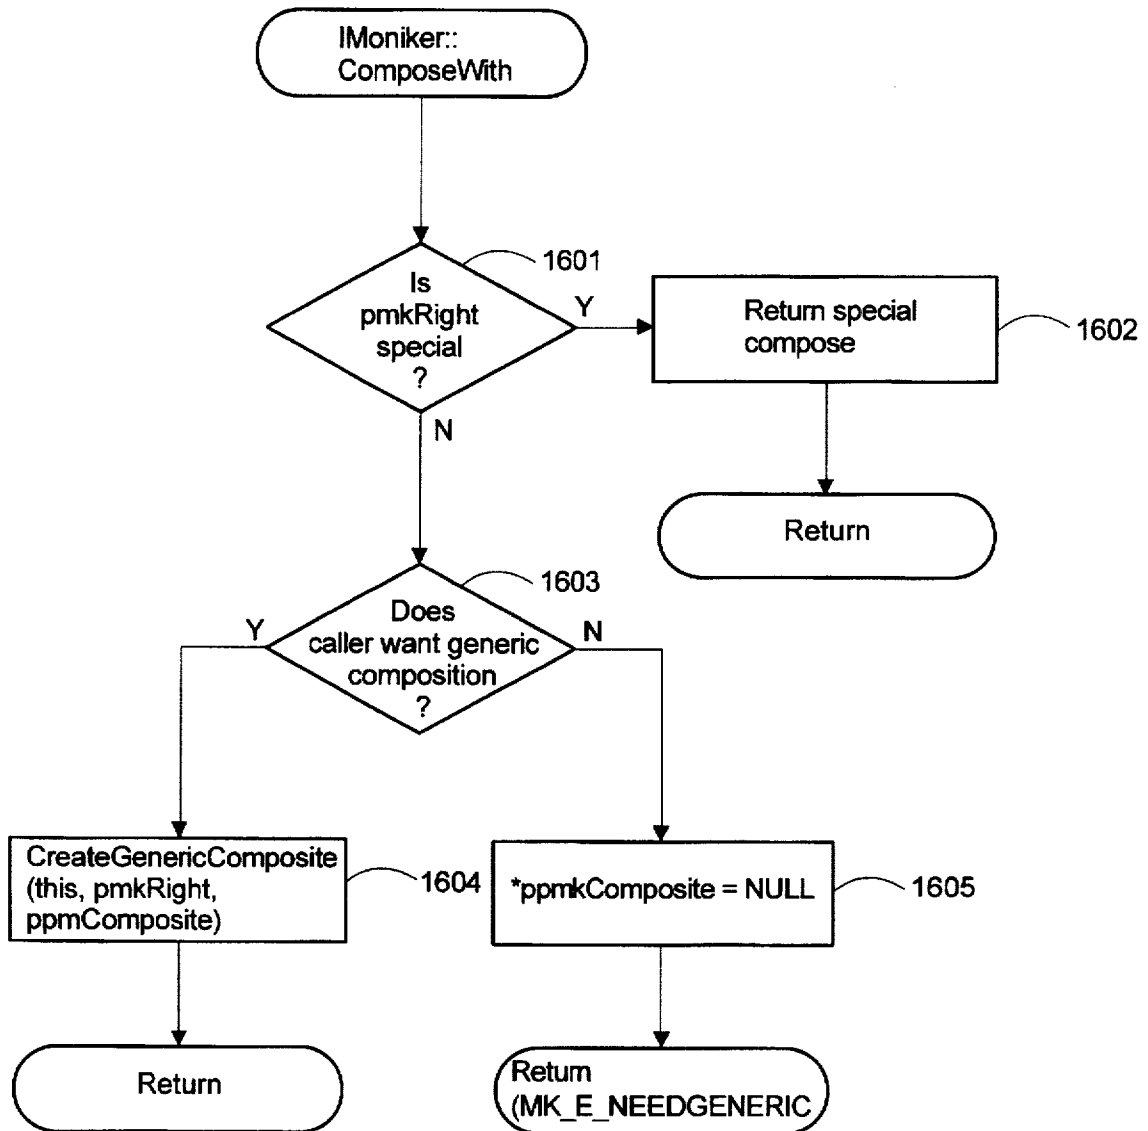 IMoniker::
ComposeWith
1601
Is
pmkRight
special
?
Y
Return special
compose
1602
N
Return
1603
Does
caller want generic
composition
?
Y
N
CreateGenericComposite
(this, pmkRight,
ppmComposite)
1604
*ppmkComposite = NULL
1605
Return
Return
(MK_E_NEEDGENERIC